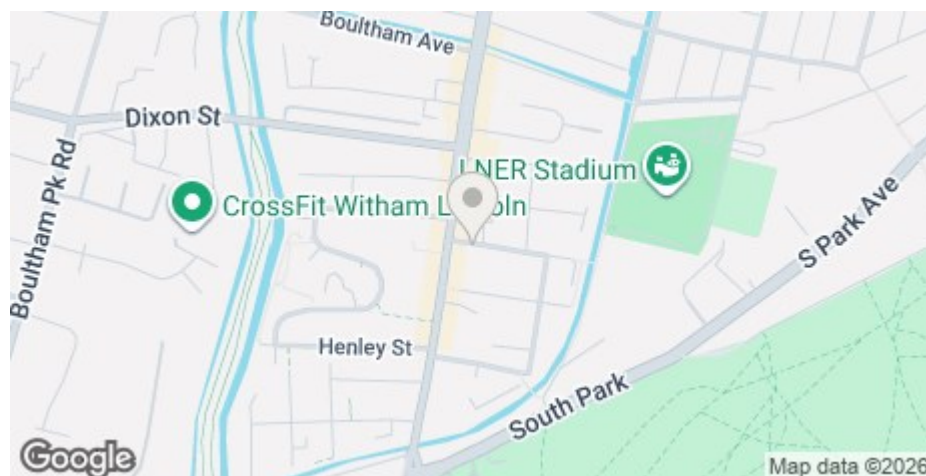 Boultham Ave
Dixon St
Boultham Pk Rd
LNER Stadium
CrossFit Witham Lincoln
S Park Ave
Henley St
South Park
Google
Map data ©2026